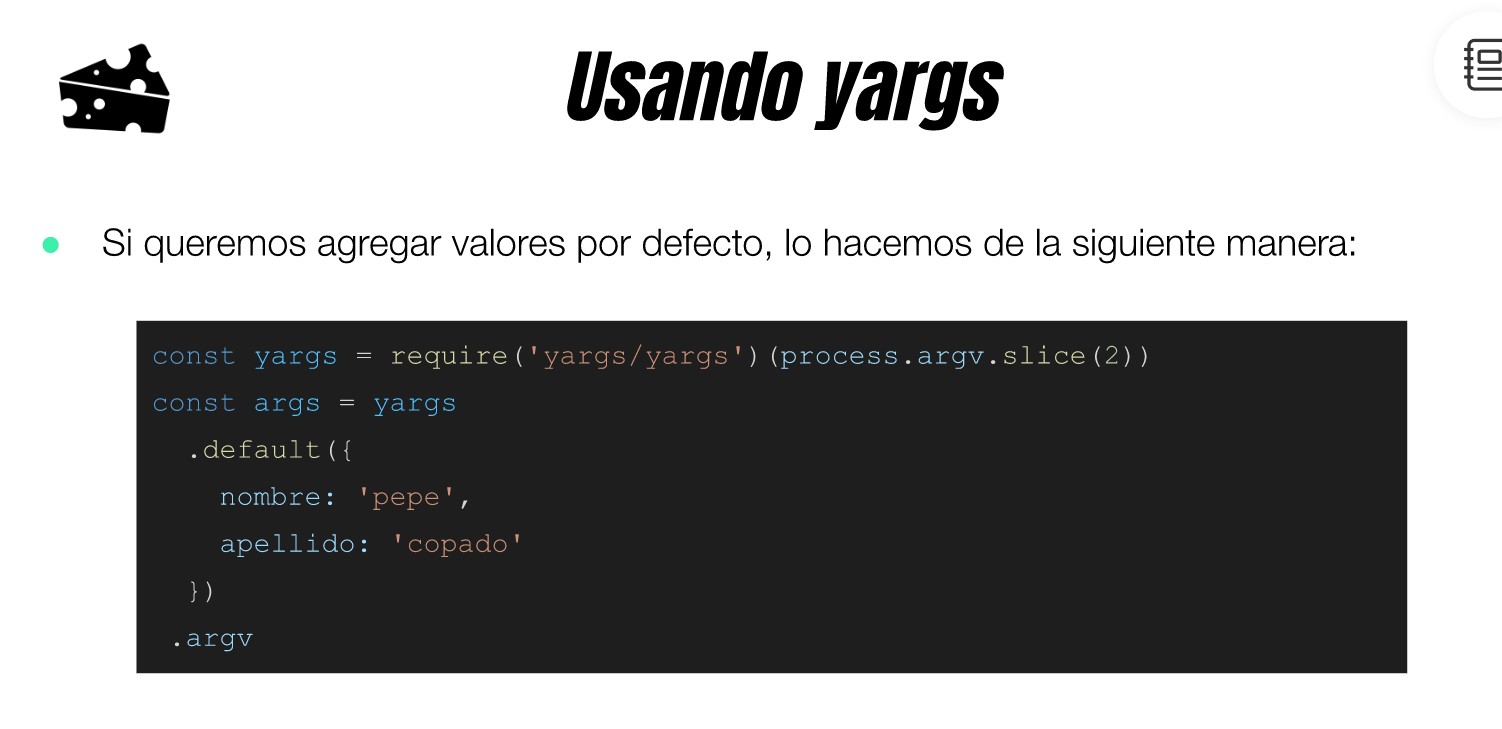 Usando yargs
Si queremos agregar valores por defecto, lo hacemos de la siguiente manera:
const yargs = require('yargs/yargs')(process.argv.slice(2))
const args = yargs
  .default({
    nombre: 'pepe',
    apellido: 'copado'
  })
 .argv